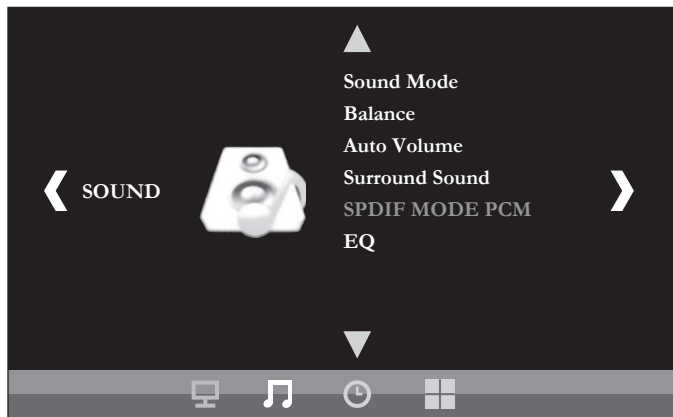 SOUND
Sound Mode
Balance
Auto Volume
Surround Sound
SPDIF MODE PCM
EQ